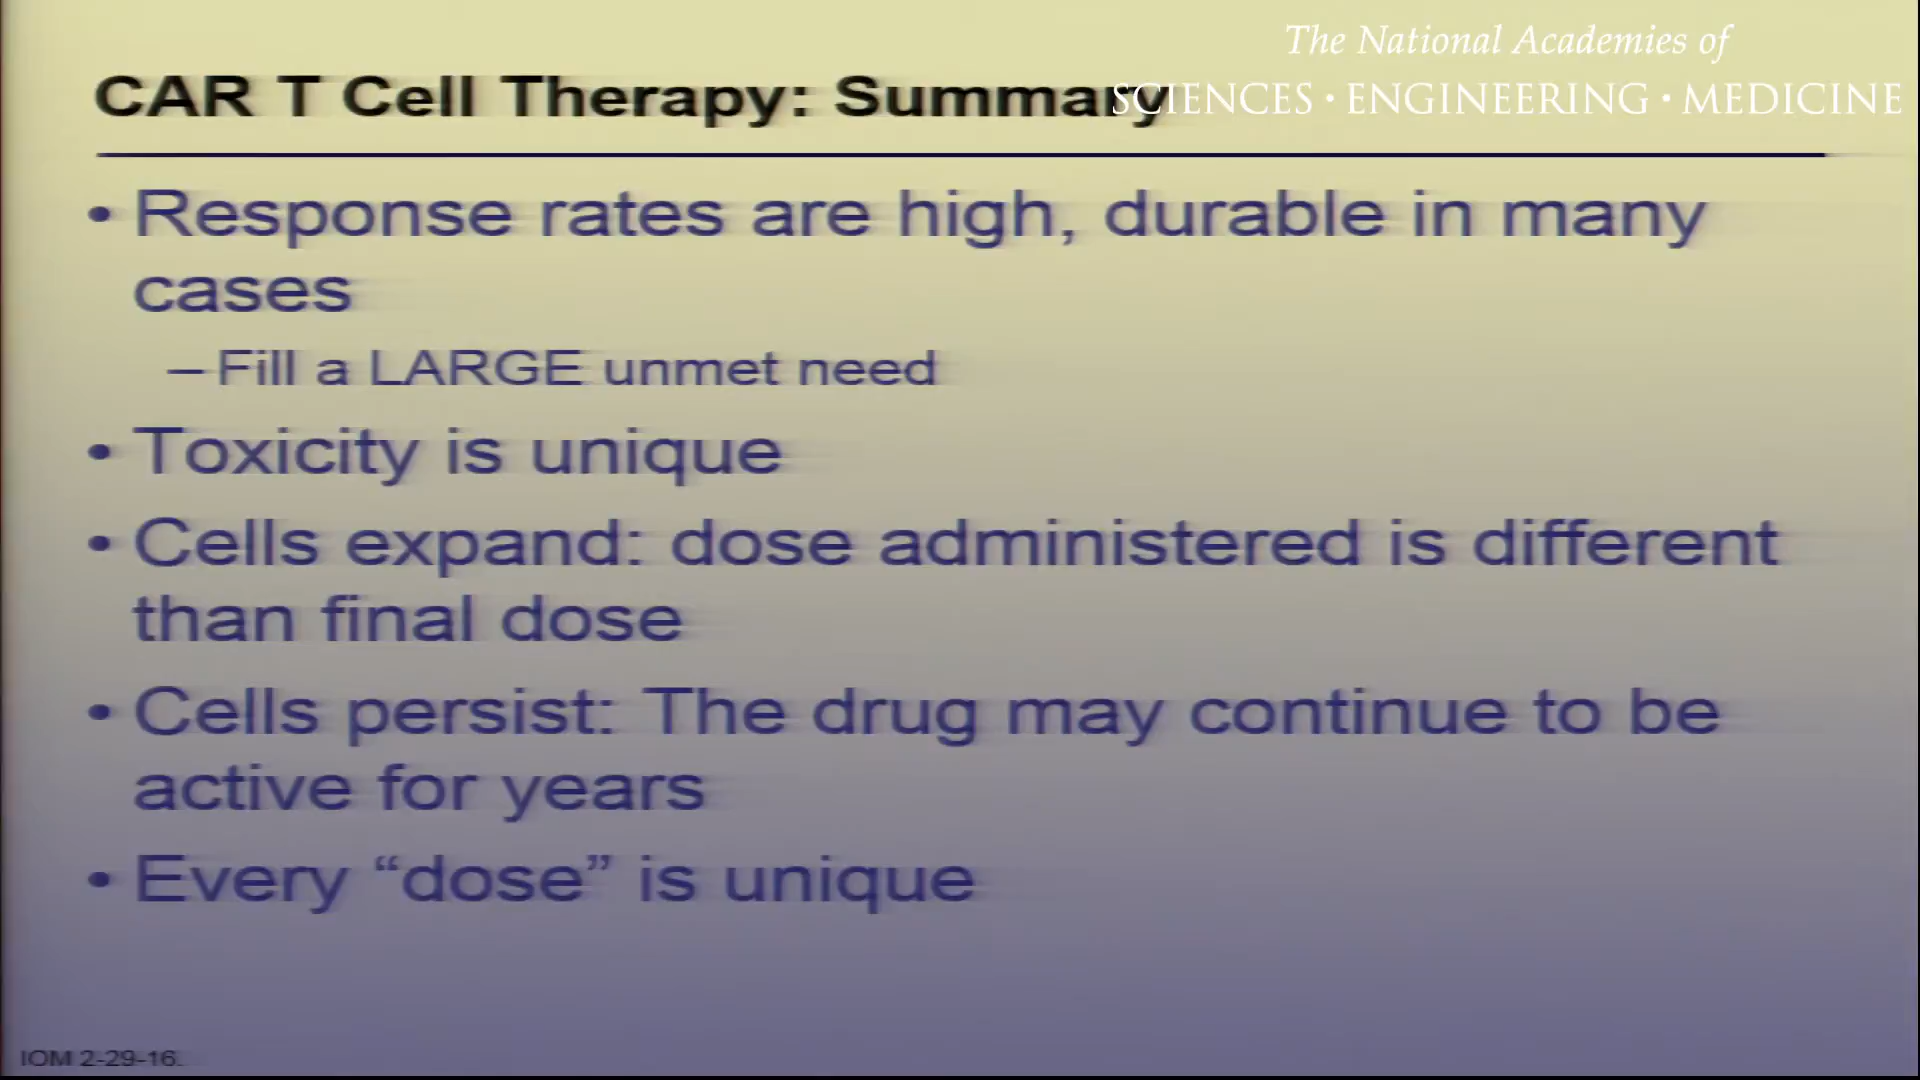 The National Academies of
SCIENCES • ENGINEERING • MEDICINE
CAR T Cell Therapy: Summary
• Response rates are high, durable in many
cases
– Fill a LARGE unmet need
• Toxicity is unique
• Cells expand: dose administered is different
than final dose
• Cells persist: The drug may continue to be
active for years
• Every “dose” is unique
IOM 2-29-16.